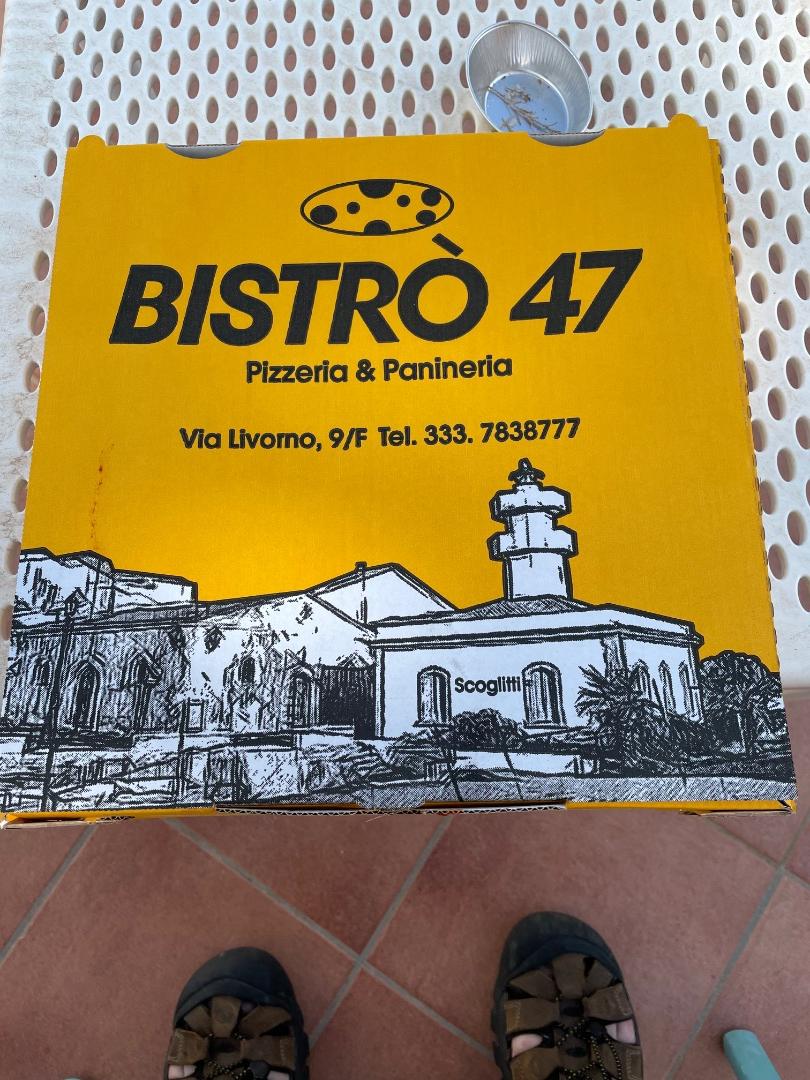 BISTRÒ 47
Pizzeria & Panineria
Via Livorno, 9/F Tel. 333. 7838777
Scoglitti